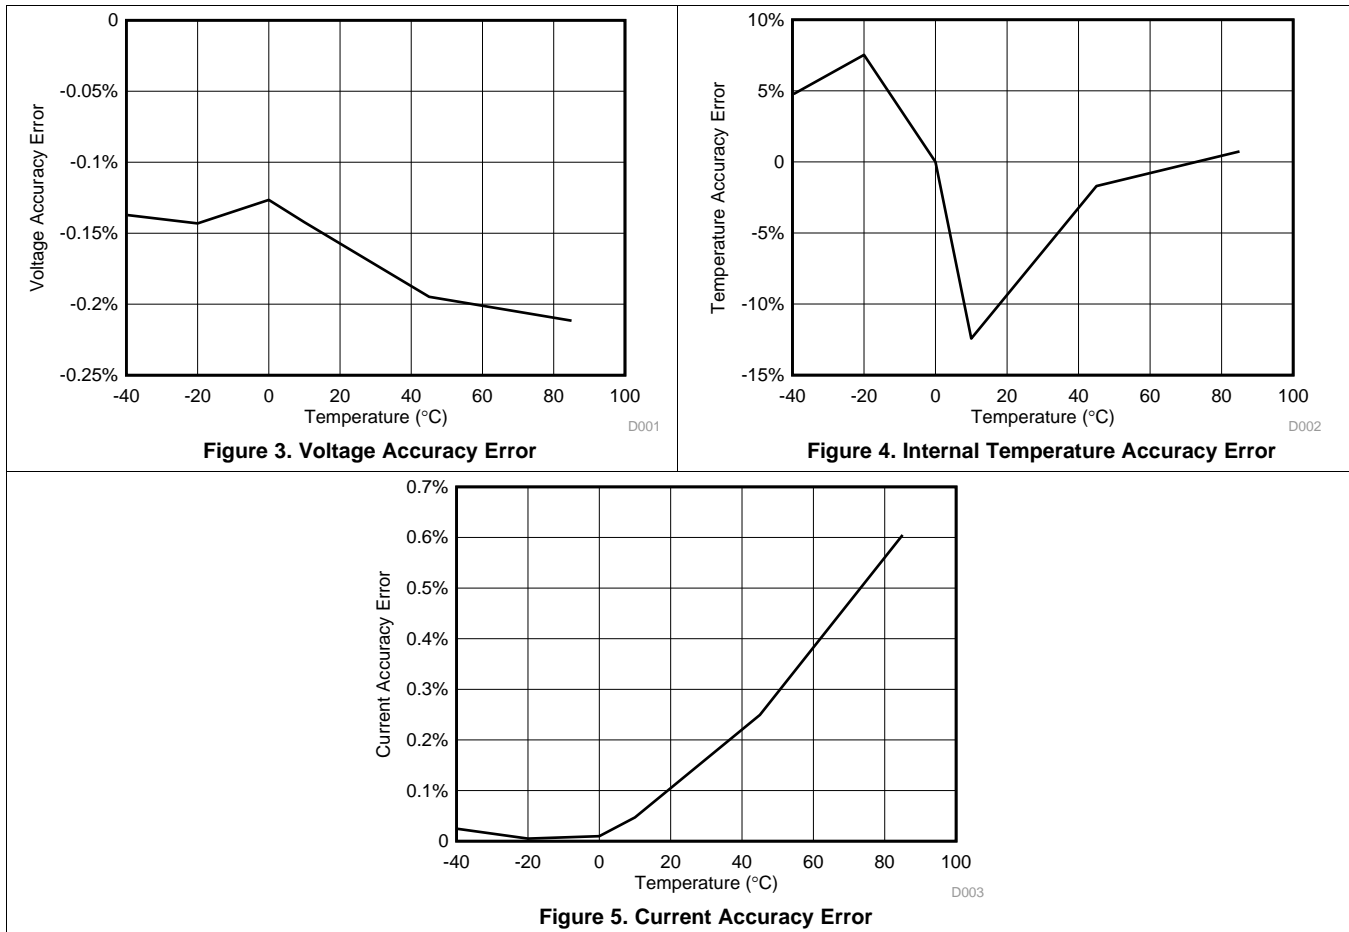 0
-0.05%
-0.1%
-0.15%
-0.2%
-0.25%
-40 -20 0 20 40 60 80 100
Voltage Accuracy Error
Temperature (°C)
D001
Figure 3. Voltage Accuracy Error
10%
5%
0
-5%
-10%
-15%
-40 -20 0 20 40 60 80 100
Temperature Accuracy Error
Temperature (°C)
D002
Figure 4. Internal Temperature Accuracy Error
0.7%
0.6%
0.5%
0.4%
0.3%
0.2%
0.1%
0
-40 -20 0 20 40 60 80 100
Current Accuracy Error
Temperature (°C)
D003
Figure 5. Current Accuracy Error